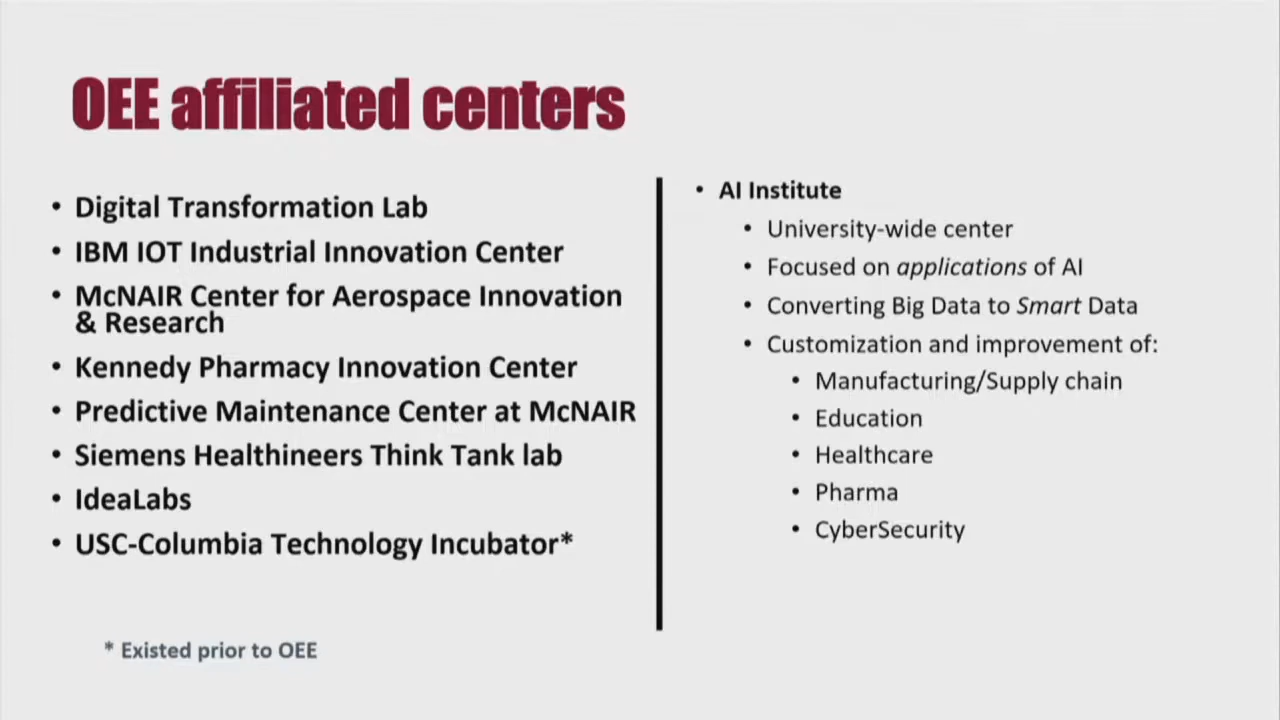 OEE affiliated centers
• Digital Transformation Lab
• IBM IOT Industrial Innovation Center
• McNAIR Center for Aerospace Innovation
& Research
• Kennedy Pharmacy Innovation Center
• Predictive Maintenance Center at McNAIR
• Siemens Healthineers Think Tank lab
• IdeaLabs
• USC-Columbia Technology Incubator*
* Existed prior to OEE
• AI Institute
• University-wide center
• Focused on applications of AI
• Converting Big Data to Smart Data
• Customization and improvement of:
• Manufacturing/Supply chain
• Education
• Healthcare
• Pharma
• CyberSecurity